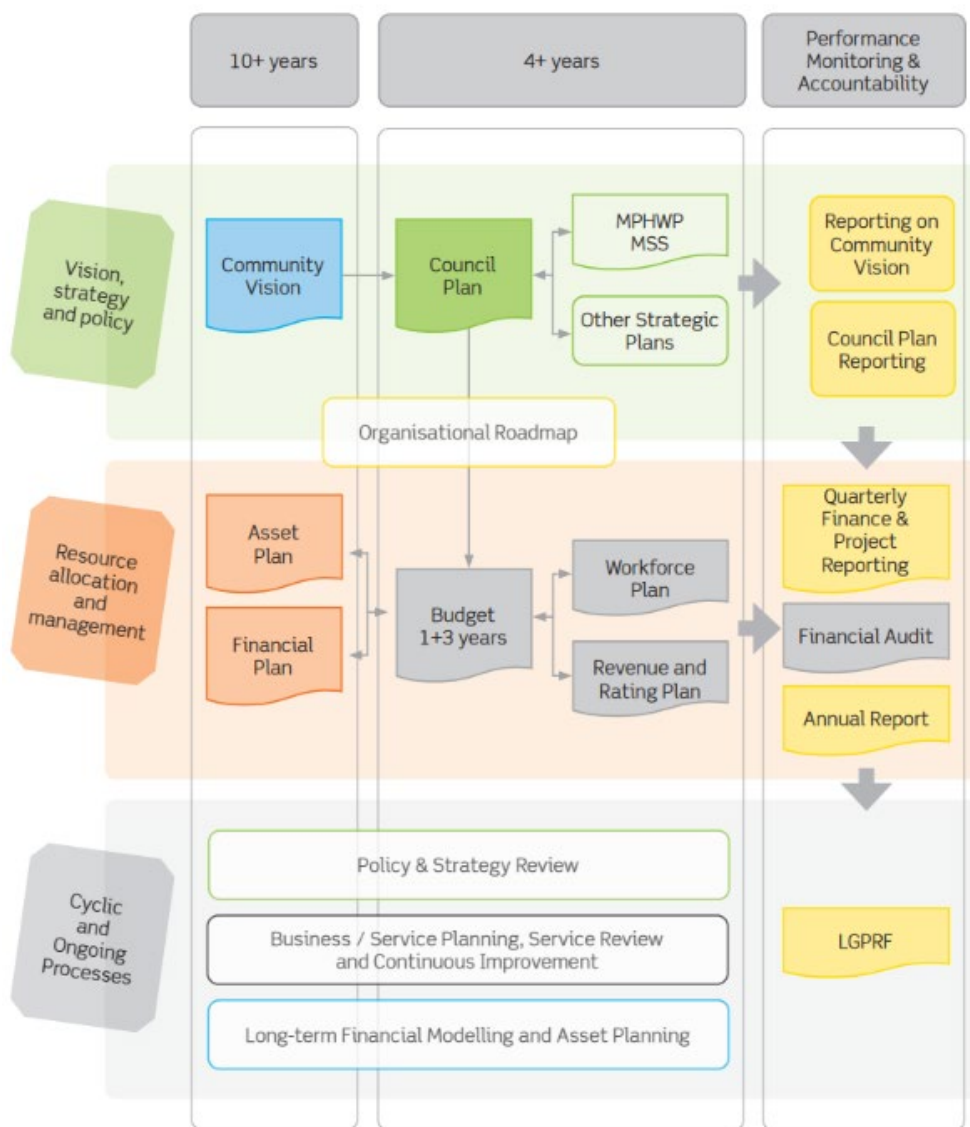 10+ years
4+ years
Performance
Monitoring &
Accountability
Vision,
strategy
and policy
Community
Vision
Council
Plan
MPHWP
MSS
Other Strategic
Plans
Reporting on
Community
Vision
Council Plan
Reporting
Organisational Roadmap
Resource
allocation
and
management
Asset
Plan
Financial
Plan
Budget
1+3 years
Workforce
Plan
Revenue and
Rating Plan
Quarterly
Finance &
Project
Reporting
Financial Audit
Annual Report
Cyclic
and
Ongoing
Processes
Policy & Strategy Review
Business / Service Planning, Service Review
and Continuous Improvement
Long-term Financial Modelling and Asset Planning
LGPRF